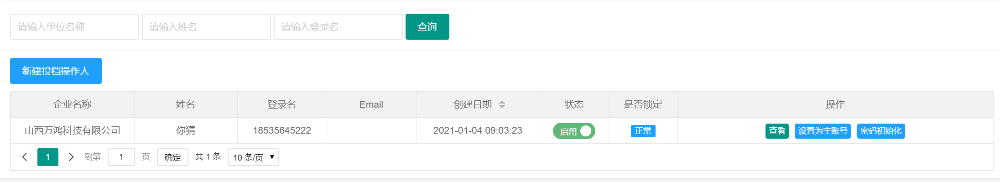 请输入单位名称 请输入姓名 请输入登录名 查询
新建投档操作人
企业名称 姓名 登录名 Email 创建日期 状态 是否锁定 操作
山西万鸿科技有限公司 你猜 18535645222 2021-01-04 09:03:23 启用 正常 查看 设置为主账号 密码初始化
1 到第 1 页 确定 共 1 条 10 条/页